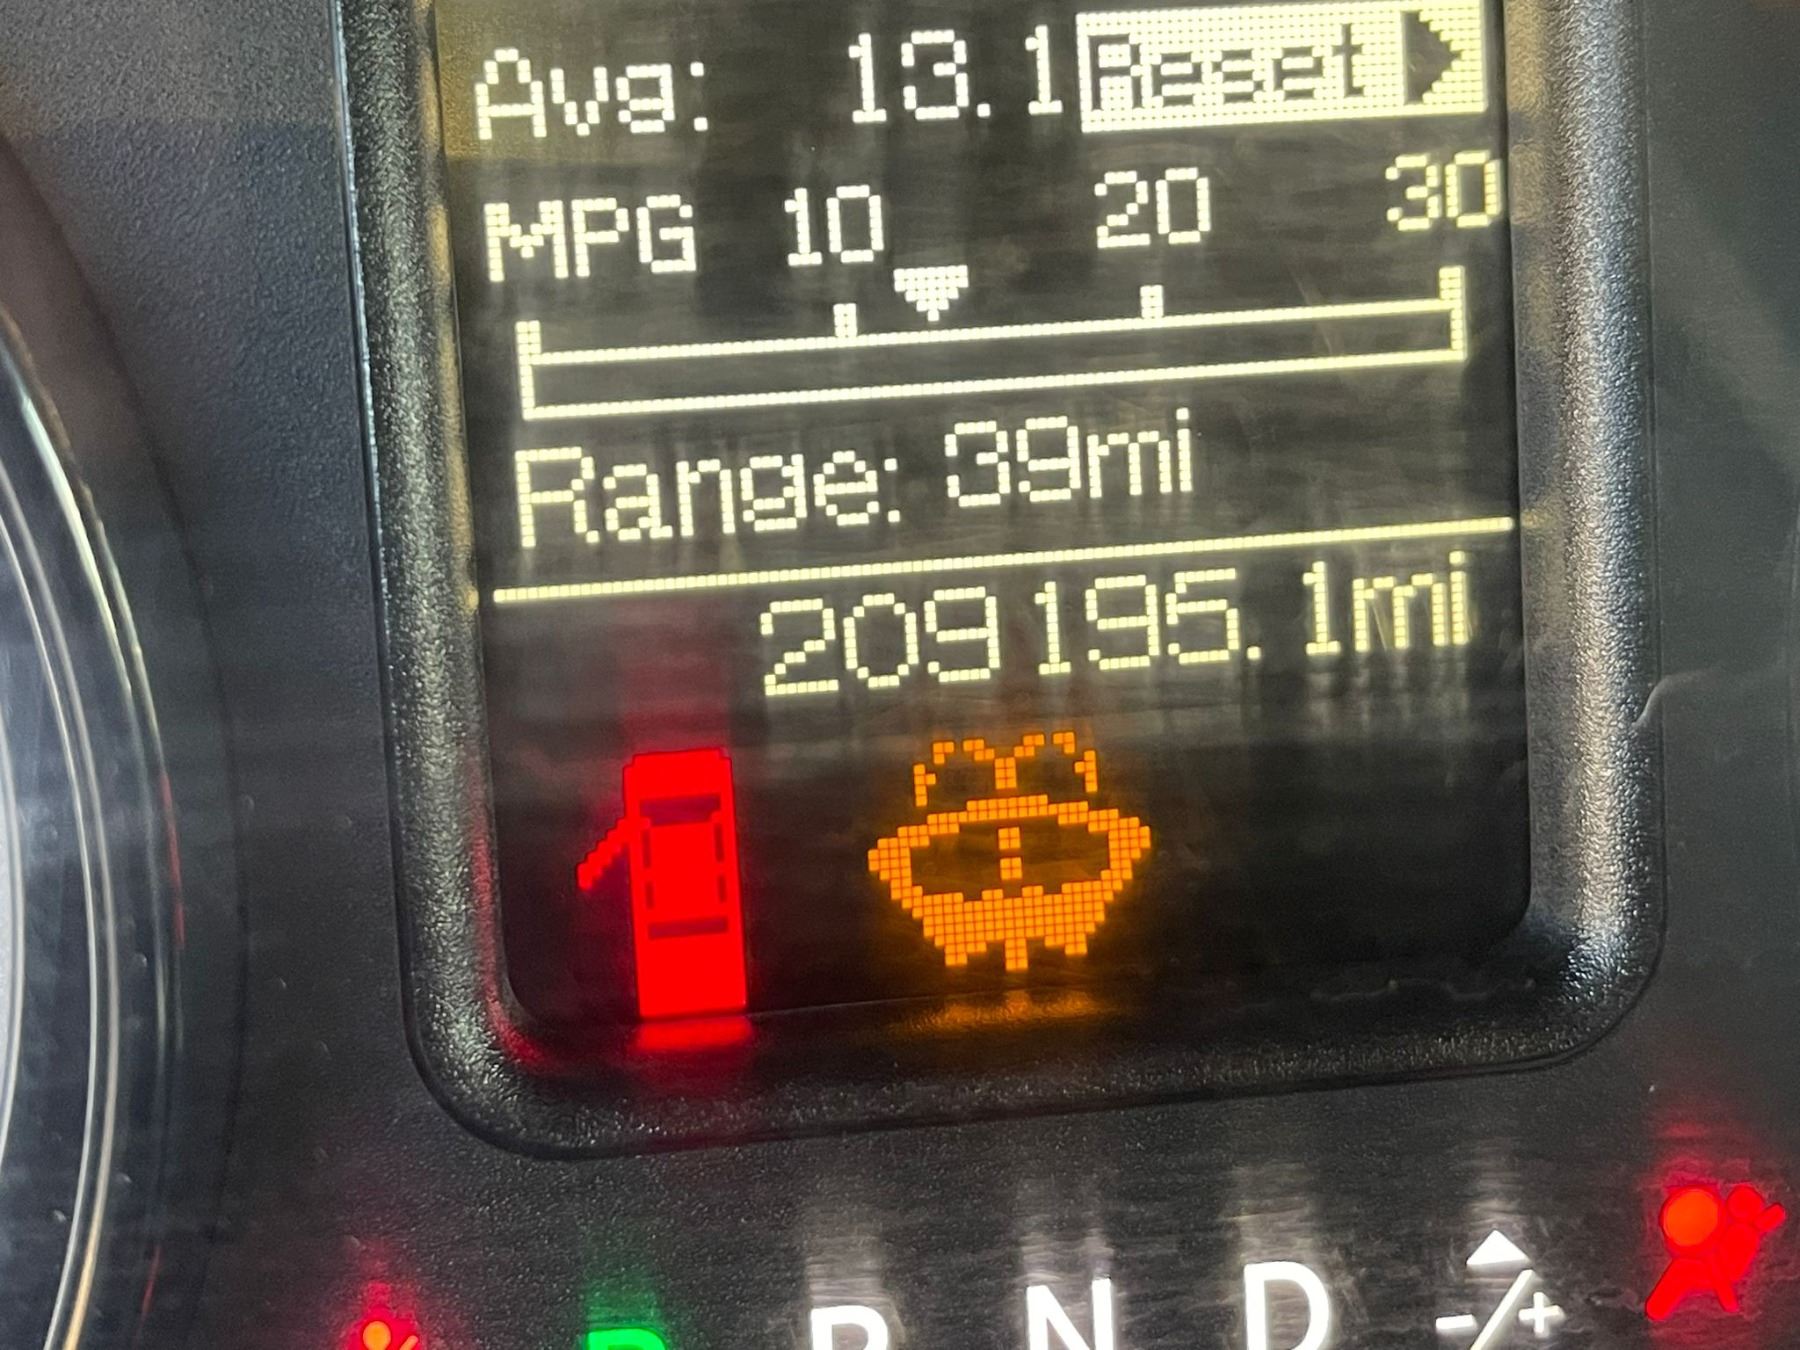 Avg: 13.1 Reset
MPG 10 20 30
Range: 39mi
209195.1mi
P R N D -/+